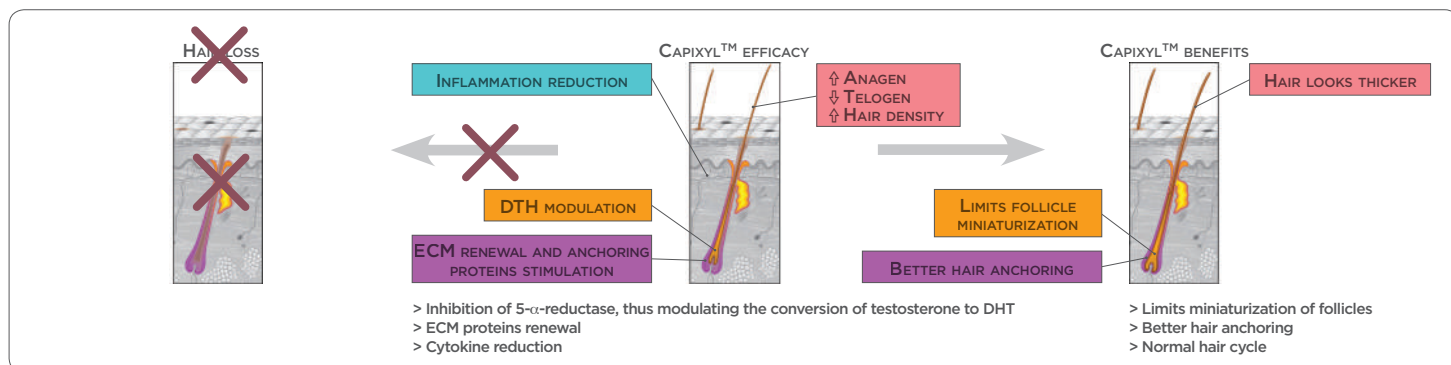 HAIR LOSS
CAPIXYL™ EFFICACY
CAPIXYL™ BENEFITS
INFLAMMATION REDUCTION
⇧ ANAGEN
⇩ TELOGEN
⇧ HAIR DENSITY
HAIR LOOKS THICKER
DTH MODULATION
LIMITS FOLLICLE
MINIATURIZATION
ECM RENEWAL AND ANCHORING
PROTEINS STIMULATION
BETTER HAIR ANCHORING
> Inhibition of 5-α-reductase, thus modulating the conversion of testosterone to DHT
> ECM proteins renewal
> Cytokine reduction
> Limits miniaturization of follicles
> Better hair anchoring
> Normal hair cycle